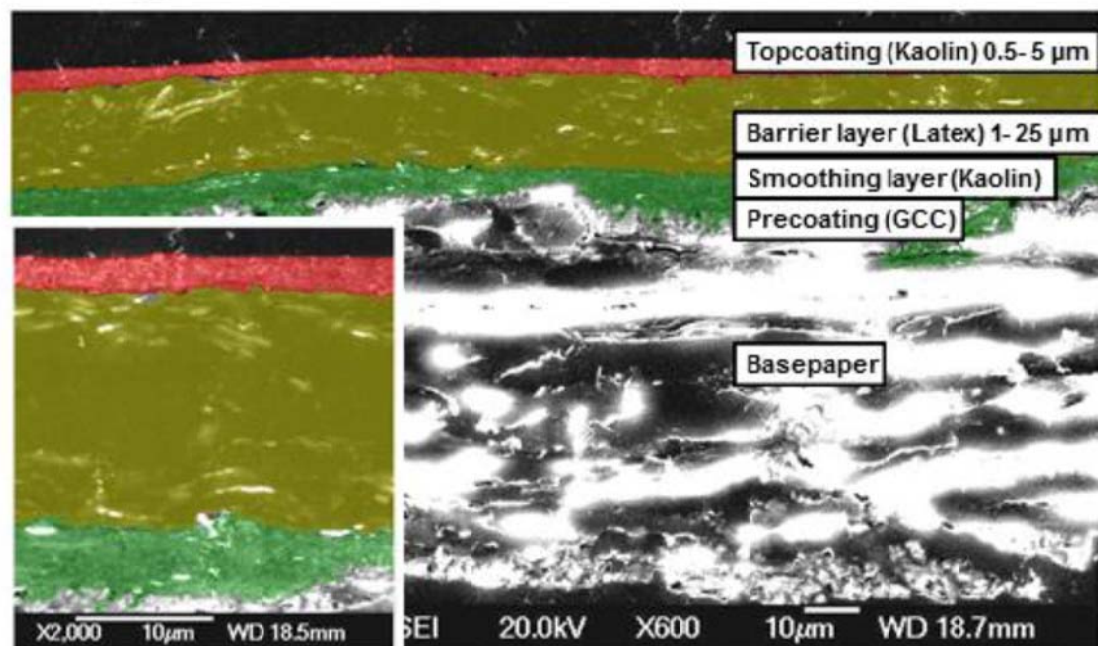 Topcoating (Kaolin) 0.5- 5 µm
Barrier layer (Latex) 1- 25 µm
Smoothing layer (Kaolin)
Precoating (GCC)
Basepaper
X2,000 10µm WD 18.5mm
SEI 20.0kV X600 10µm WD 18.7mm